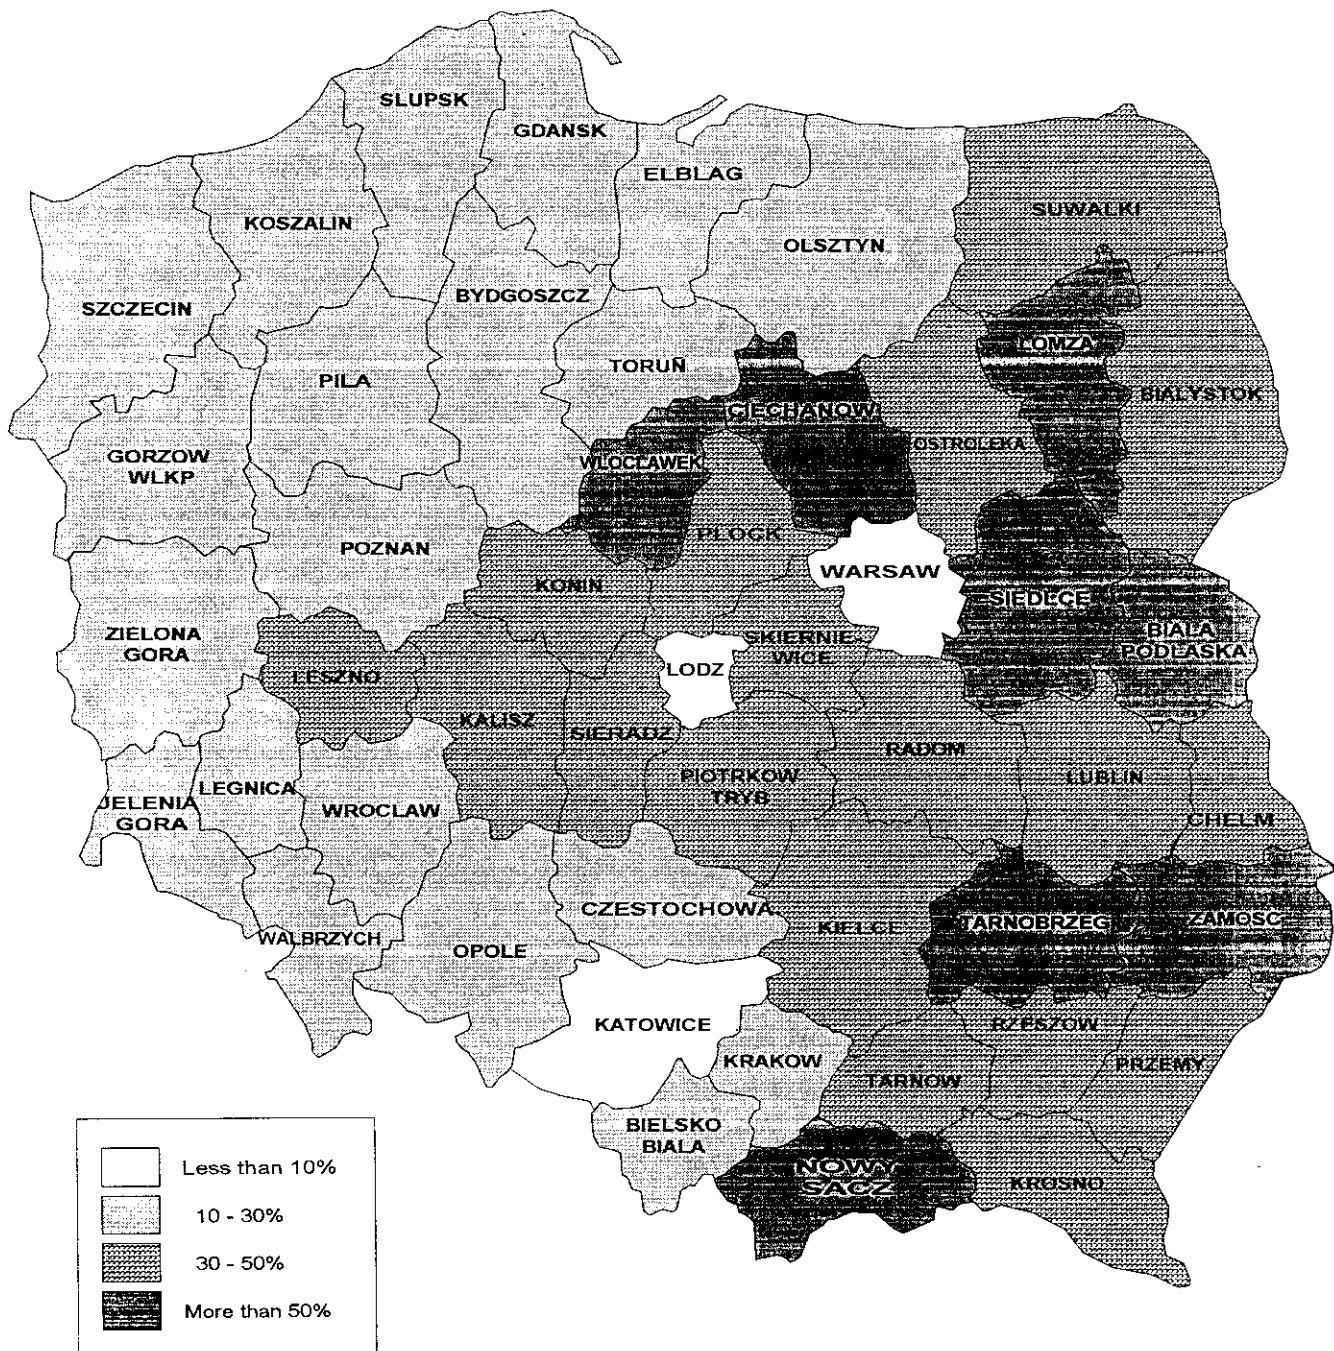 SLUPSK
GDANSK
ELBLAG
SUWALKI
KOSZALIN
OLSZTYN
SZCZECIN
BYDGOSZCZ
LOMZA
TORUŃ
PILA
BIALYSTOK
CIECHANOW
OSTROLEKA
GORZOW
WLKP
WLOCLAWEK
PLOCK
POZNAN
WARSAW
KONIN
SIEDLCE
ZIELONA
GORA
BIALA
PODLASKA
SKIERNIE-
WICE
LODZ
LESZNO
KALISZ
SIERADZ
RADOM
PIOTRKOW
TRYB
LUBLIN
LEGNICA
JELENIA
GORA
WROCLAW
CHELM
CZESTOCHOWA
TARNOBRZEG
ZAMOSC
KIELCE
WALBRZYCH
OPOLE
KATOWICE
RZESZOW
KRAKOW
PRZEMY
TARNOW
BIELSKO
BIALA
NOWY
SACZ
KROSNO
Less than 10%
10 - 30%
30 - 50%
More than 50%